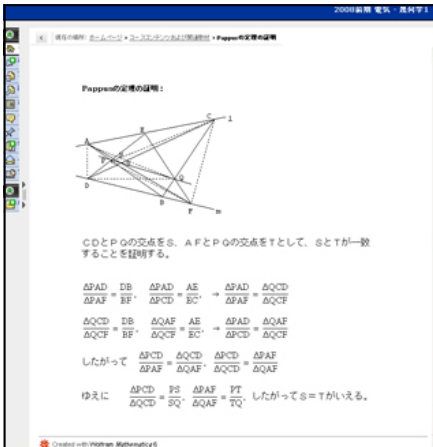 2008前期 電気・幾何学1
現在の場所: ホームページ • コースコンテンツおよび関連教材 • Pappusの定理の証明
Pappusの定理の証明:
A
E
C
l
P
S
T
D
Q
B
F
m
CDとPQの交点をS、AFとPQの交点をTとして、SとTが一致
することを証明する。
ΔPAD/ΔPAF = DB/BF, ΔPAD/ΔPCD = AE/EC, → ΔPAD/ΔPAF = ΔQCD/ΔQCF
ΔQCD/ΔQCF = DB/BF, ΔQAF/ΔQCF = AE/EC, → ΔPAD/ΔPCD = ΔQAF/ΔQCF
したがって ΔPCD/ΔPAF = ΔQCD/ΔQAF, ΔPCD/ΔQCD = ΔPAF/ΔQAF
ゆえに ΔPCD/ΔQCD = PS/SQ, ΔPAF/ΔQAF = PT/TQ, したがってS=Tがいえる。
Created with Wolfram Mathematica 6